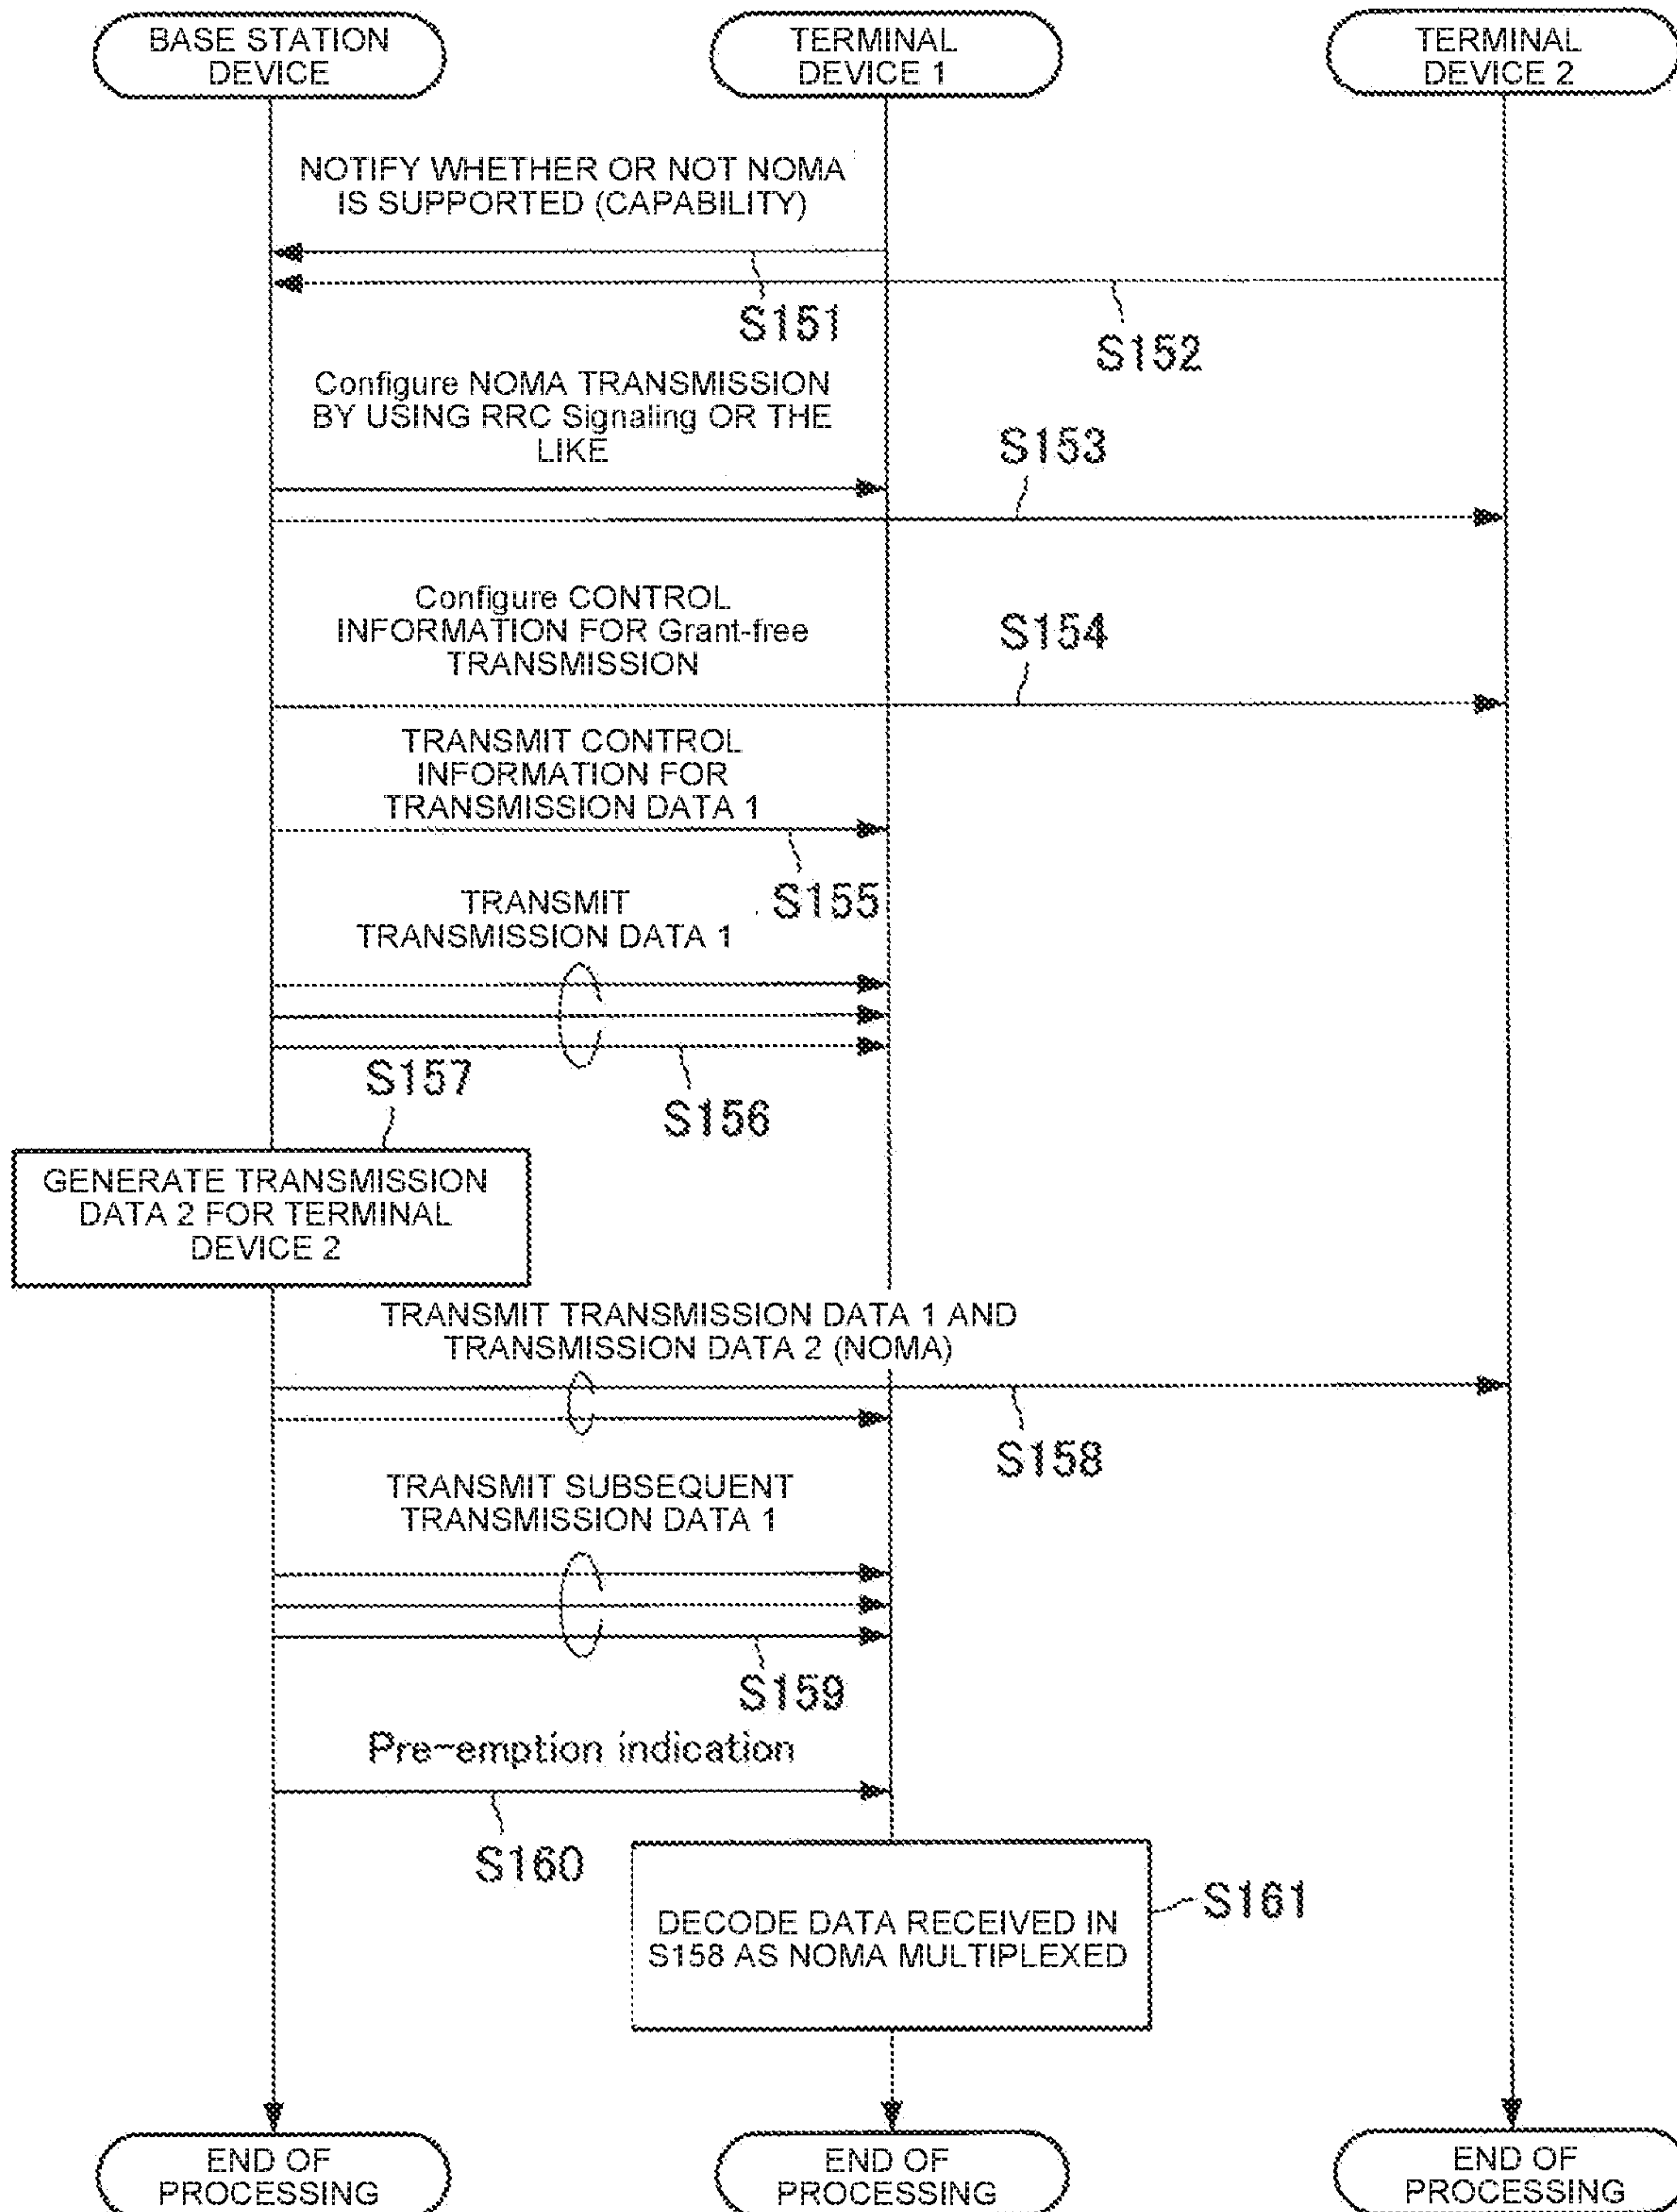 BASE STATION
DEVICE
TERMINAL
DEVICE 1
TERMINAL
DEVICE 2
NOTIFY WHETHER OR NOT NOMA
IS SUPPORTED (CAPABILITY)
S151
S152
Configure NOMA TRANSMISSION
BY USING RRC Signaling OR THE
LIKE
S153
Configure CONTROL
INFORMATION FOR Grant-free
TRANSMISSION
S154
TRANSMIT CONTROL
INFORMATION FOR
TRANSMISSION DATA 1
S155
TRANSMIT
TRANSMISSION DATA 1
S157
S156
GENERATE TRANSMISSION
DATA 2 FOR TERMINAL
DEVICE 2
TRANSMIT TRANSMISSION DATA 1 AND
TRANSMISSION DATA 2 (NOMA)
S158
TRANSMIT SUBSEQUENT
TRANSMISSION DATA 1
S159
Pre-emption indication
S160
DECODE DATA RECEIVED IN
S158 AS NOMA MULTIPLEXED
S161
END OF
PROCESSING
END OF
PROCESSING
END OF
PROCESSING